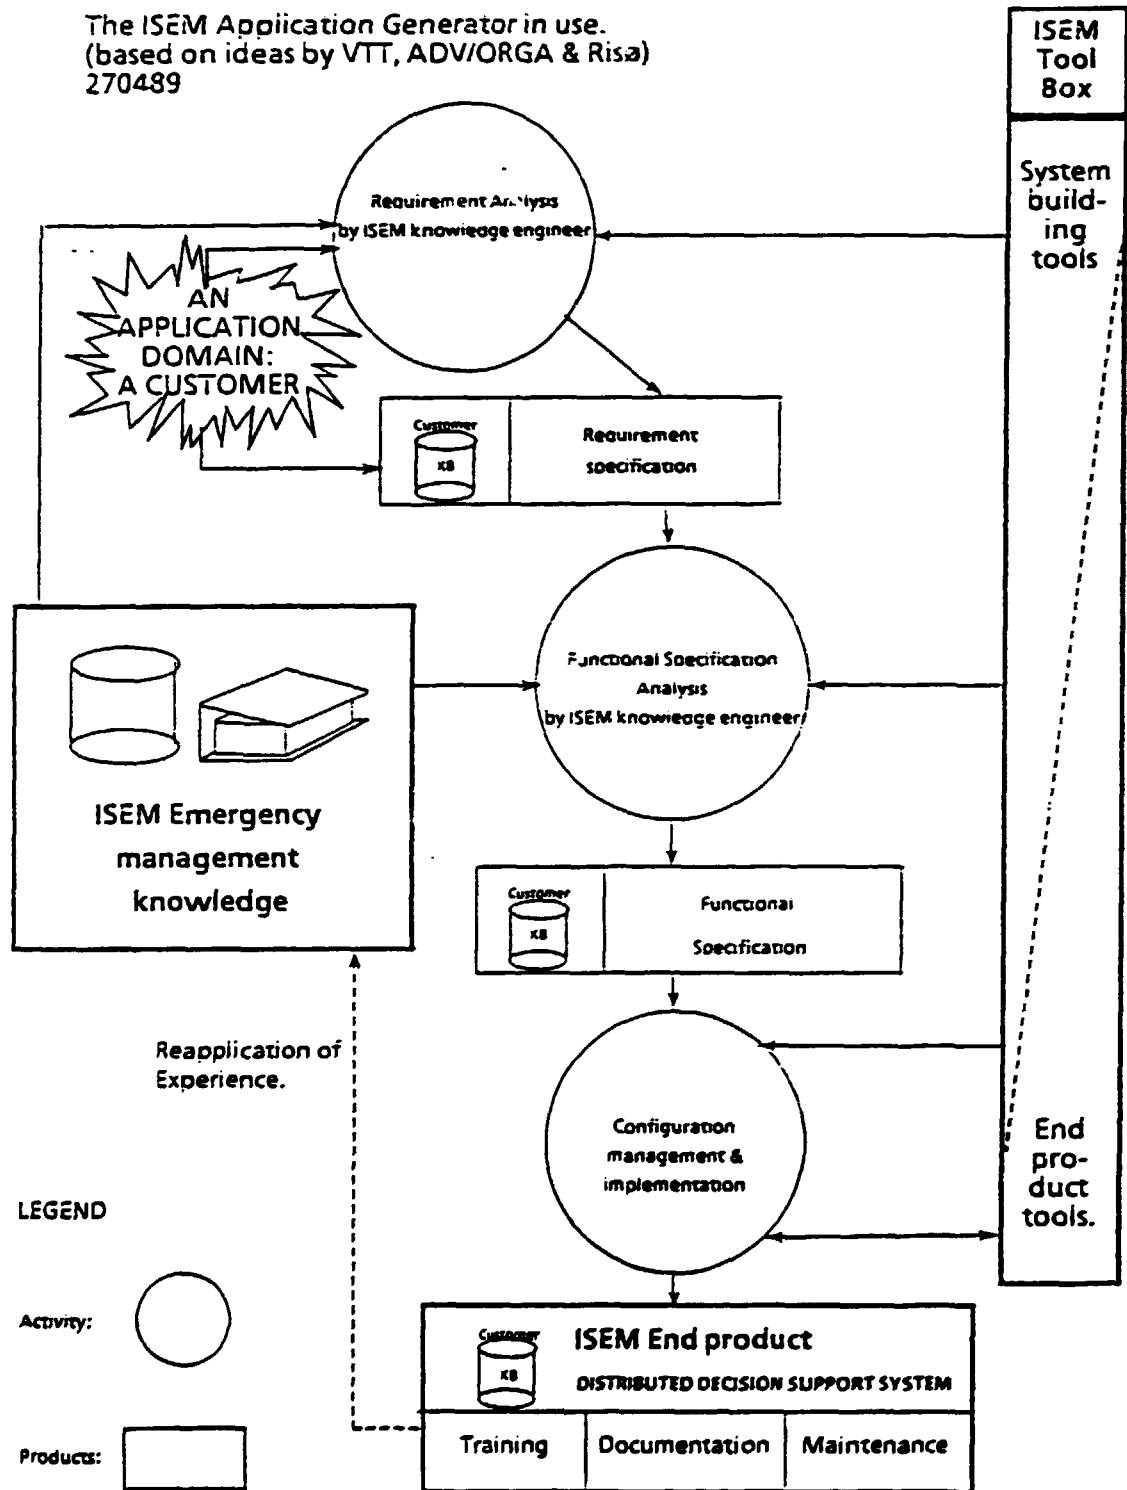 The ISEM Application Generator in use.
(based on ideas by VTT, ADV/ORGA & Risø)
270489
ISEM
Tool
Box
System
build-
ing
tools
Requirement Analysis
by ISEM knowledge engineer
AN
APPLICATION
DOMAIN:
A CUSTOMER
Customer
KB
Requirement
specification
Functional Specification
Analysis
by ISEM knowledge engineer
ISEM Emergency
management
knowledge
Customer
KB
Functional
Specification
Reapplication of
Experience.
Configuration
management &
implementation
End
pro-
duct
tools.
LEGEND
Activity:
Products:
Customer
KB
ISEM End product
DISTRIBUTED DECISION SUPPORT SYSTEM
Training
Documentation
Maintenance